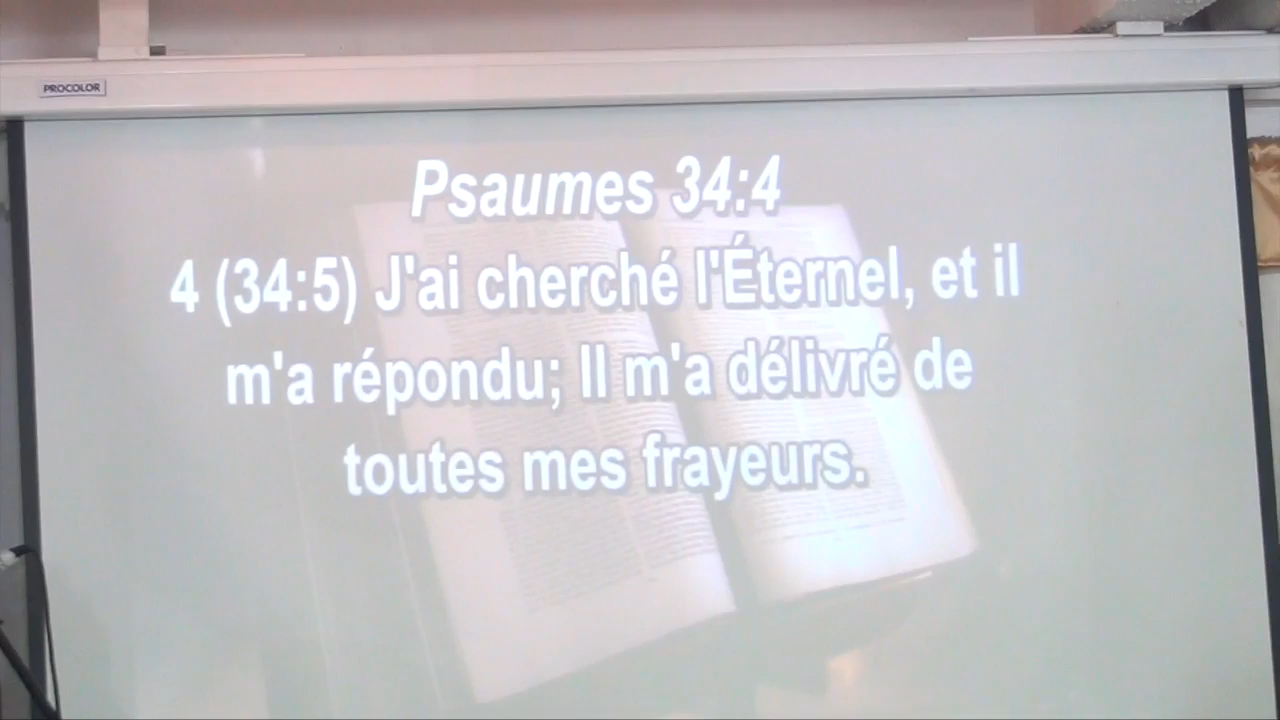 PROCOLOR
Psaumes 34:4
4 (34:5) J'ai cherché l'Éternel, et il
m'a répondu; Il m'a délivré de
toutes mes frayeurs.